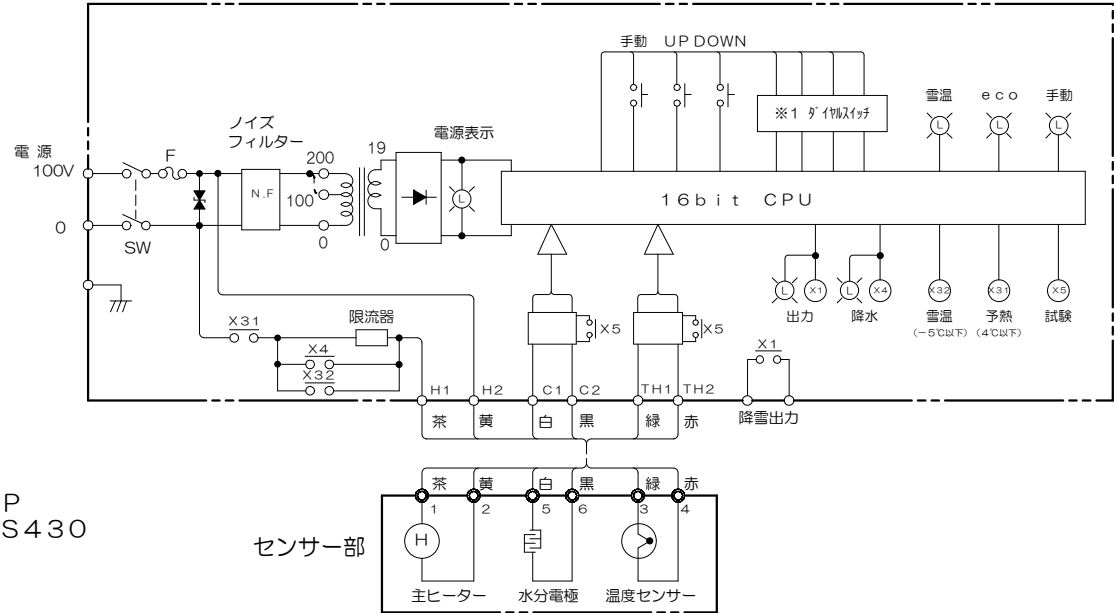 手動 UP DOWN
雪温 eco 手動
※1 ダイヤルスイッチ
L L L
ノイズ
フィルター
電源表示
電源
100V
F
N.F
200
100
0
19
0
L
16bit CPU
0
SW
L X1 L X4 X32 X31 X5
出力 降水 雪温 予熱 試験
(-5℃以下) (4℃以下)
X31
限流器
X5 X5
X4
X32
X1
H1 H2 C1 C2 TH1 TH2
降雪出力
茶 黄 白 黒 緑 赤
茶 黄 白 黒 緑 赤
1 2 5 6 3 4
P
S430
センサー部
H
主ヒーター 水分電極 温度センサー